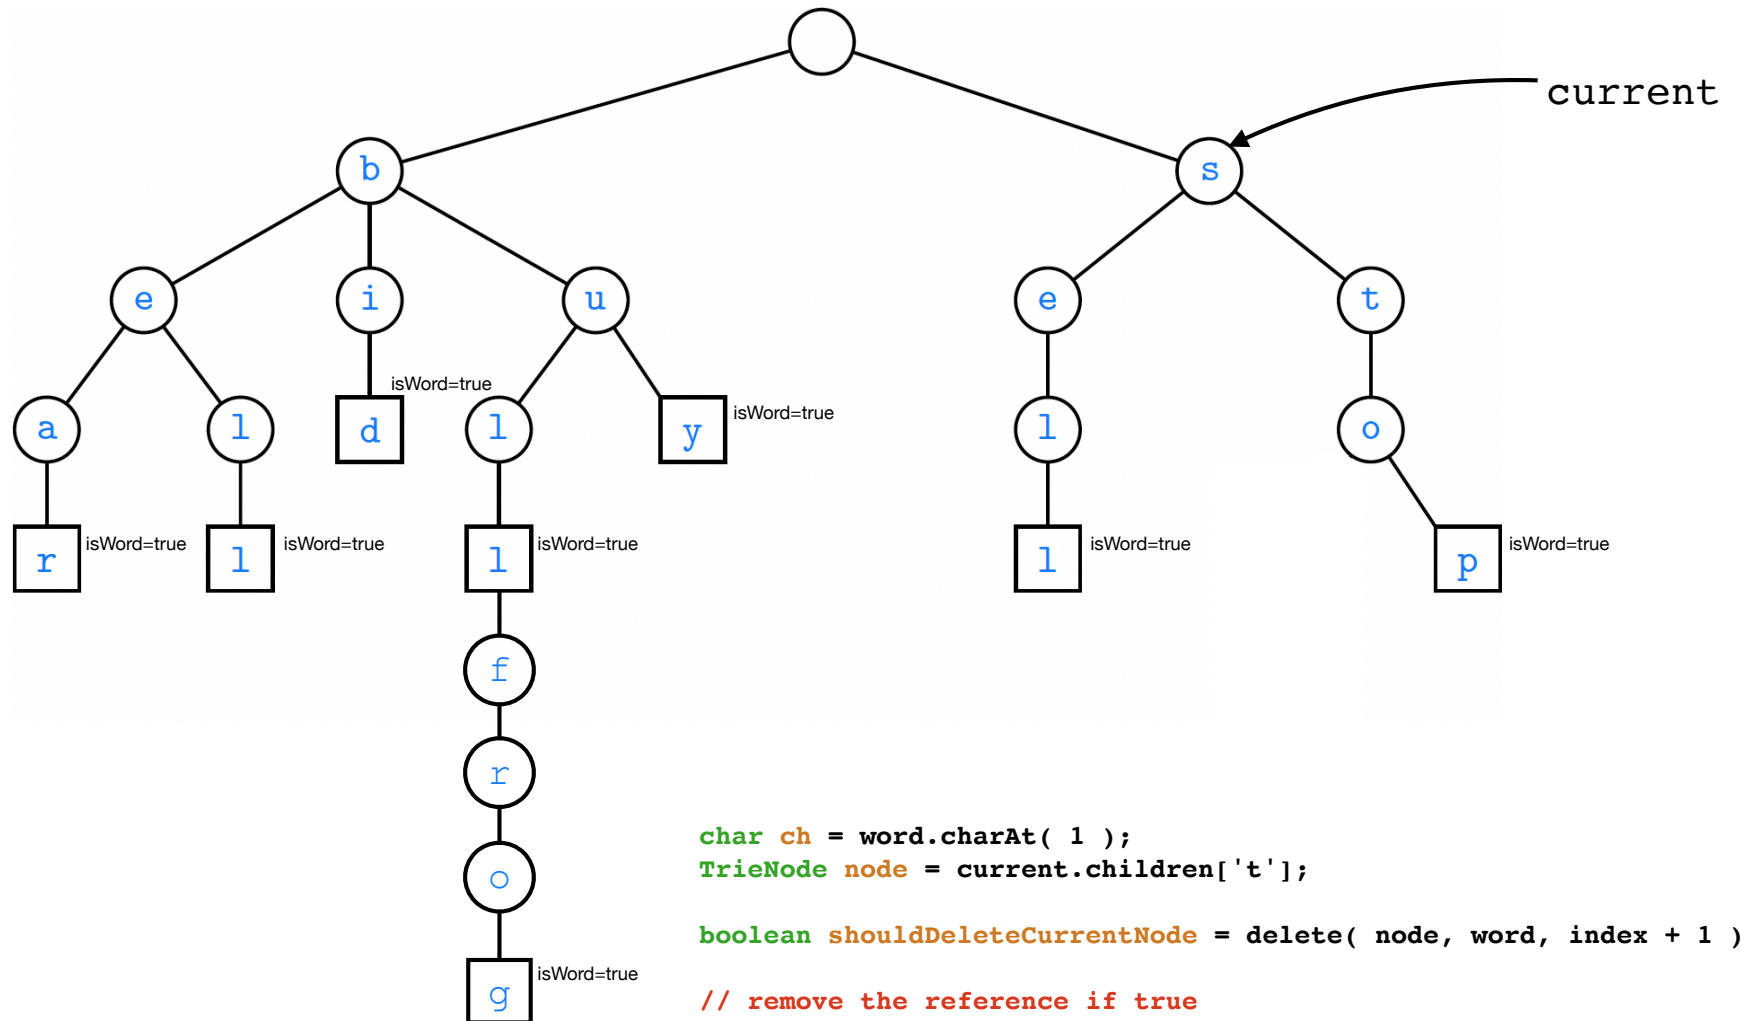 current
b s
e i u e t
isWord=true
a l d l y isWord=true l o
r isWord=true l isWord=true l isWord=true l isWord=true p isWord=true
f
r
char ch = word.charAt( 1 );
TrieNode node = current.children['t'];
o
boolean shouldDeleteCurrentNode = delete( node, word, index + 1 )
g isWord=true
// remove the reference if true